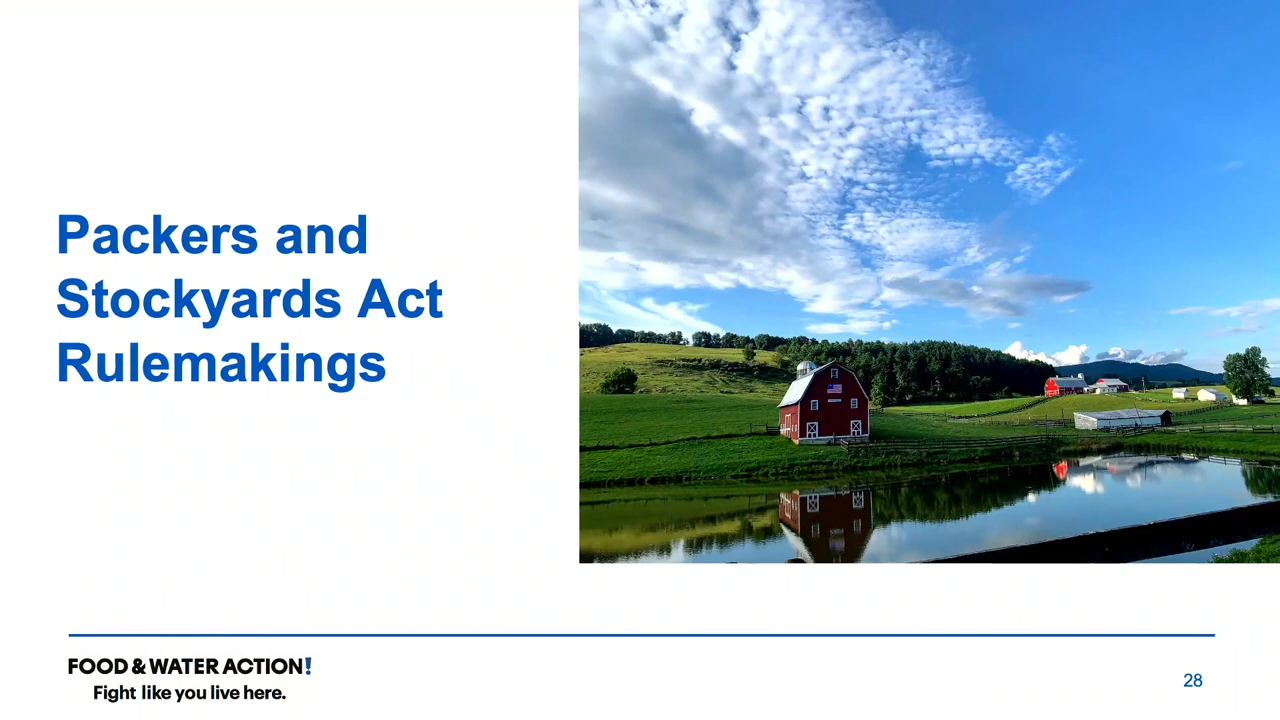 Packers and
Stockyards Act
Rulemakings
FOOD & WATER ACTION!
Fight like you live here.
28